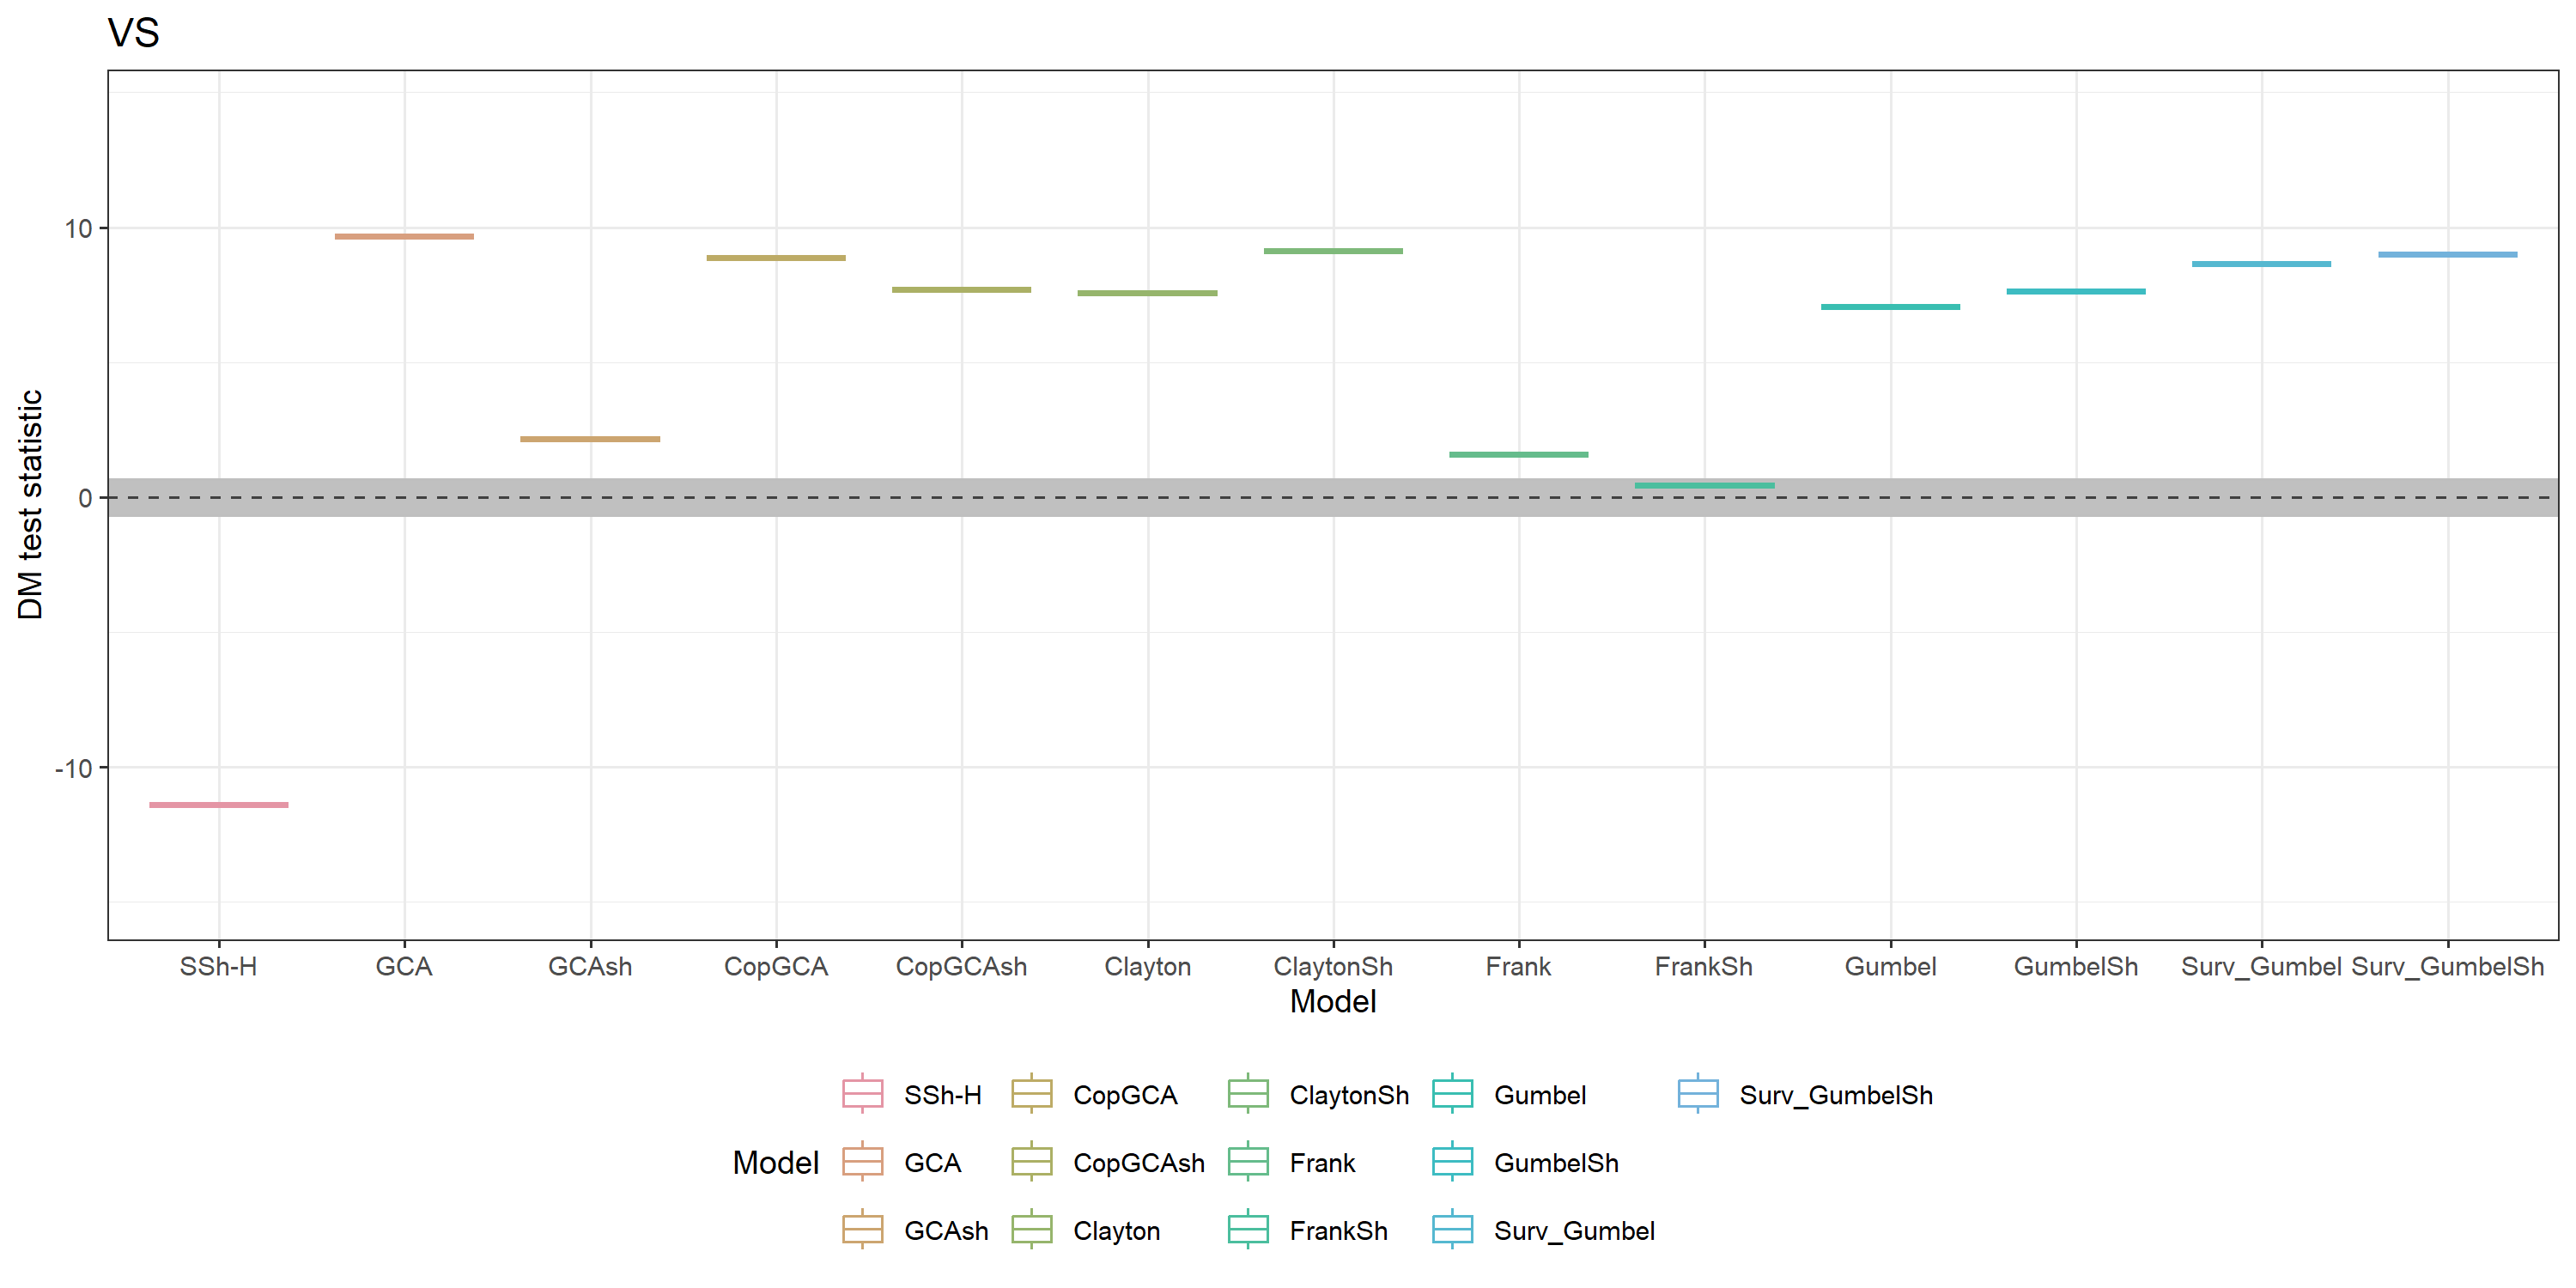 VS
10
0
-10
DM test statistic
SSh-H GCA GCAsh CopGCA CopGCAsh Clayton ClaytonSh Frank FrankSh Gumbel GumbelSh Surv_Gumbel Surv_GumbelSh
Model
SSh-H CopGCA ClaytonSh Gumbel Surv_GumbelSh
Model GCA CopGCAsh Frank GumbelSh
GCAsh Clayton FrankSh Surv_Gumbel